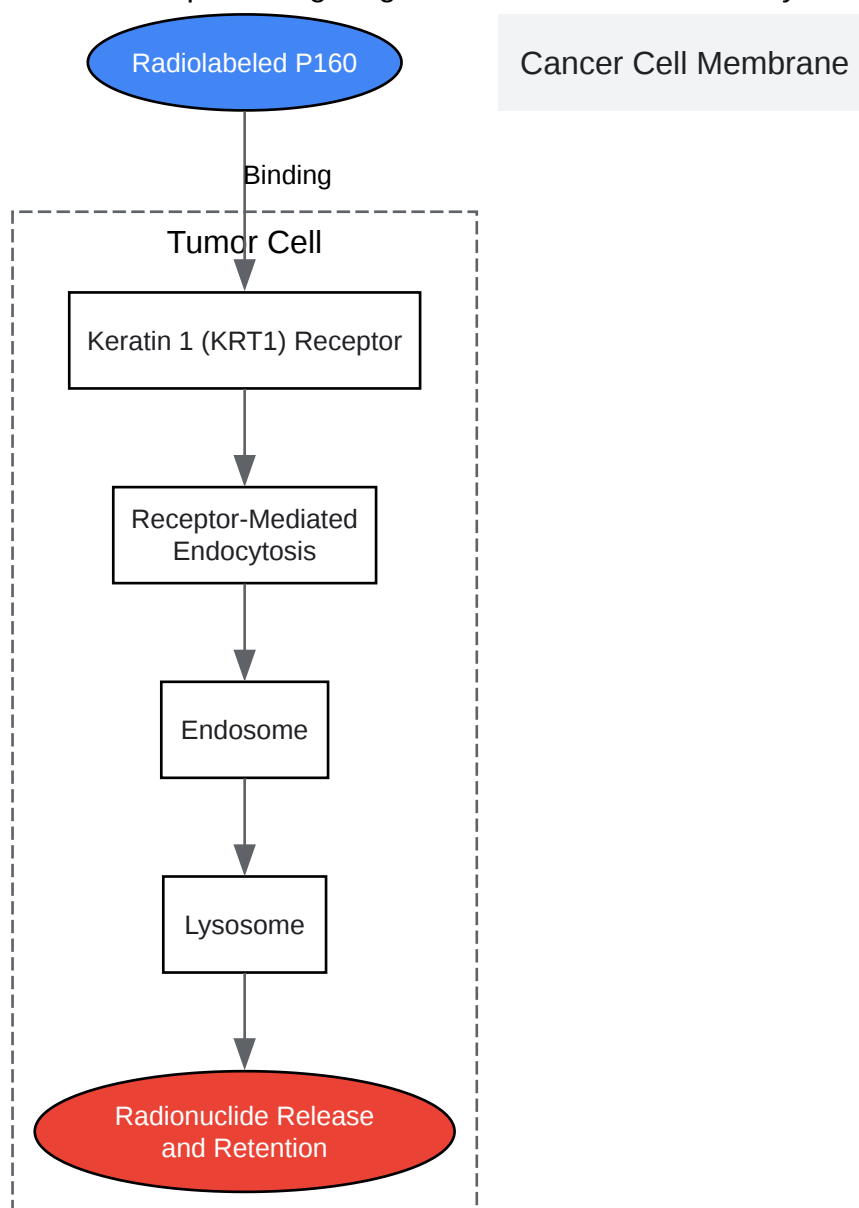 Radiolabeled P160
Cancer Cell Membrane
Binding
Tumor Cell
Keratin 1 (KRT1) Receptor
Receptor-Mediated
Endocytosis
Endosome
Lysosome
Radionuclide Release
and Retention